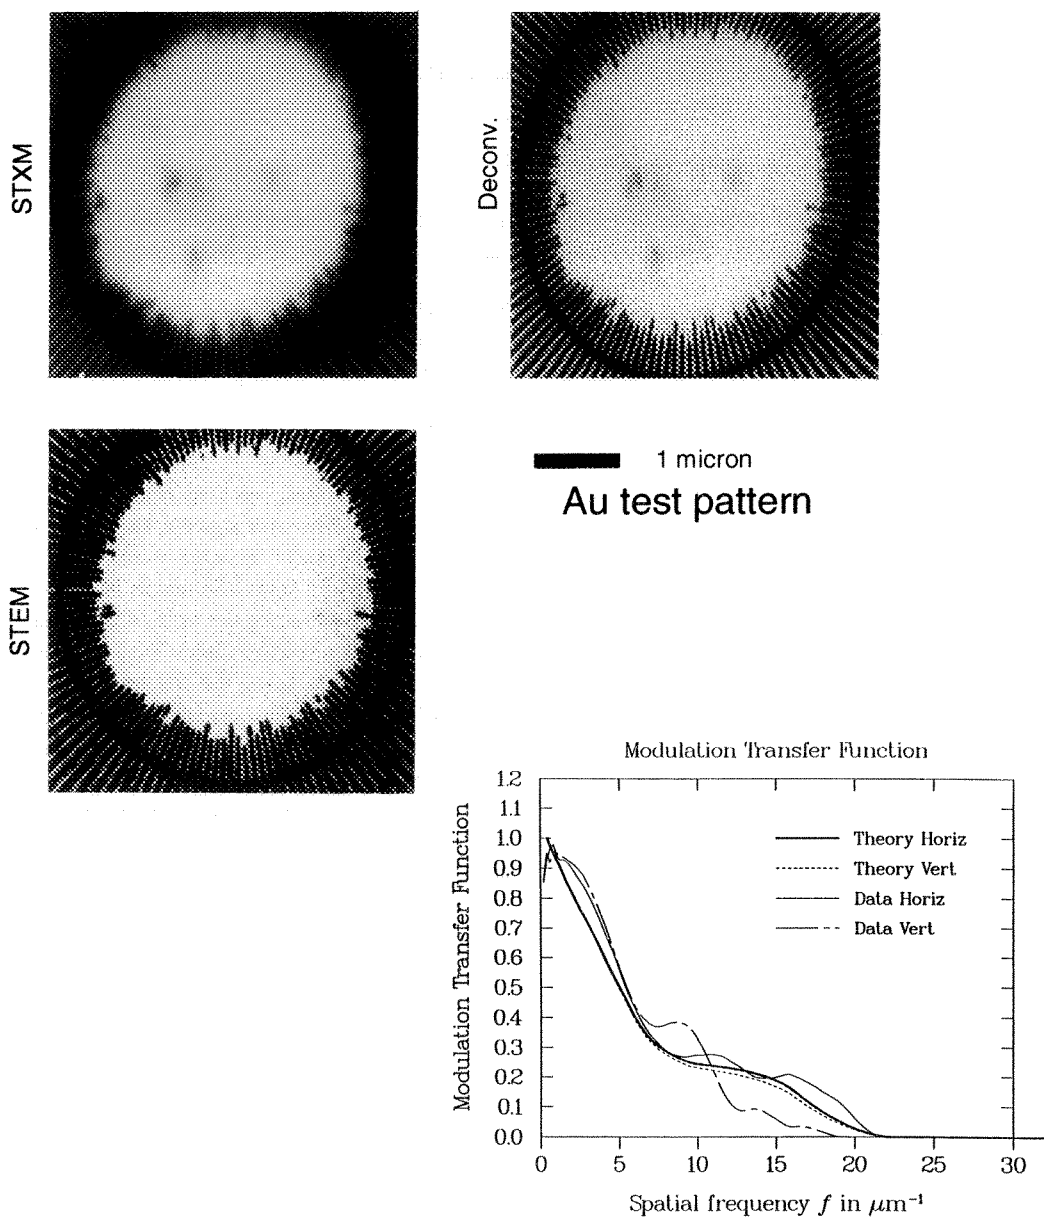 STXM
Deconv.
STEM
1 micron
Au test pattern
Modulation Transfer Function
Modulation Transfer Function
1.2
1.1
1.0
0.9
0.8
0.7
0.6
0.5
0.4
0.3
0.2
0.1
0.0
Theory Horiz
Theory Vert
Data Horiz
Data Vert
0 5 10 15 20 25 30
Spatial frequency f in μm⁻¹